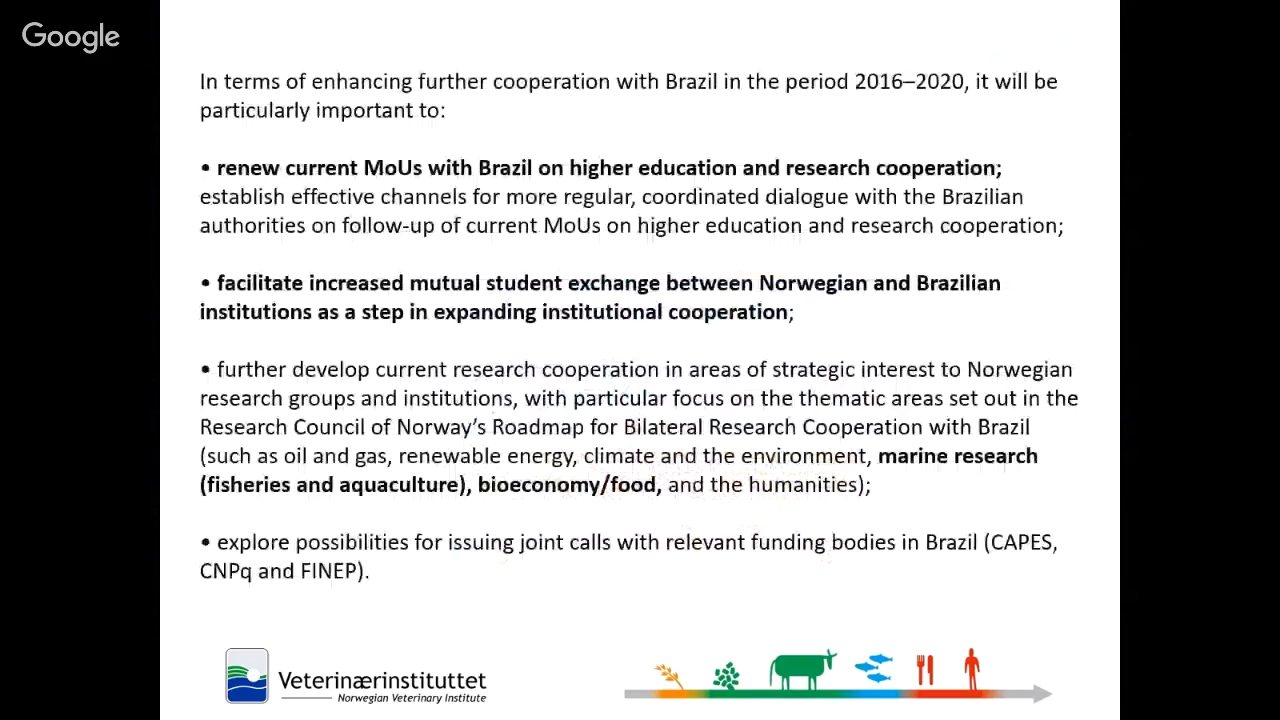 Google
In terms of enhancing further cooperation with Brazil in the period 2016–2020, it will be
particularly important to:
• renew current MoUs with Brazil on higher education and research cooperation;
establish effective channels for more regular, coordinated dialogue with the Brazilian
authorities on follow-up of current MoUs on higher education and research cooperation;
• facilitate increased mutual student exchange between Norwegian and Brazilian
institutions as a step in expanding institutional cooperation;
• further develop current research cooperation in areas of strategic interest to Norwegian
research groups and institutions, with particular focus on the thematic areas set out in the
Research Council of Norway’s Roadmap for Bilateral Research Cooperation with Brazil
(such as oil and gas, renewable energy, climate and the environment, marine research
(fisheries and aquaculture), bioeconomy/food, and the humanities);
• explore possibilities for issuing joint calls with relevant funding bodies in Brazil (CAPES,
CNPq and FINEP).
Veterinærinstituttet
Norwegian Veterinary Institute